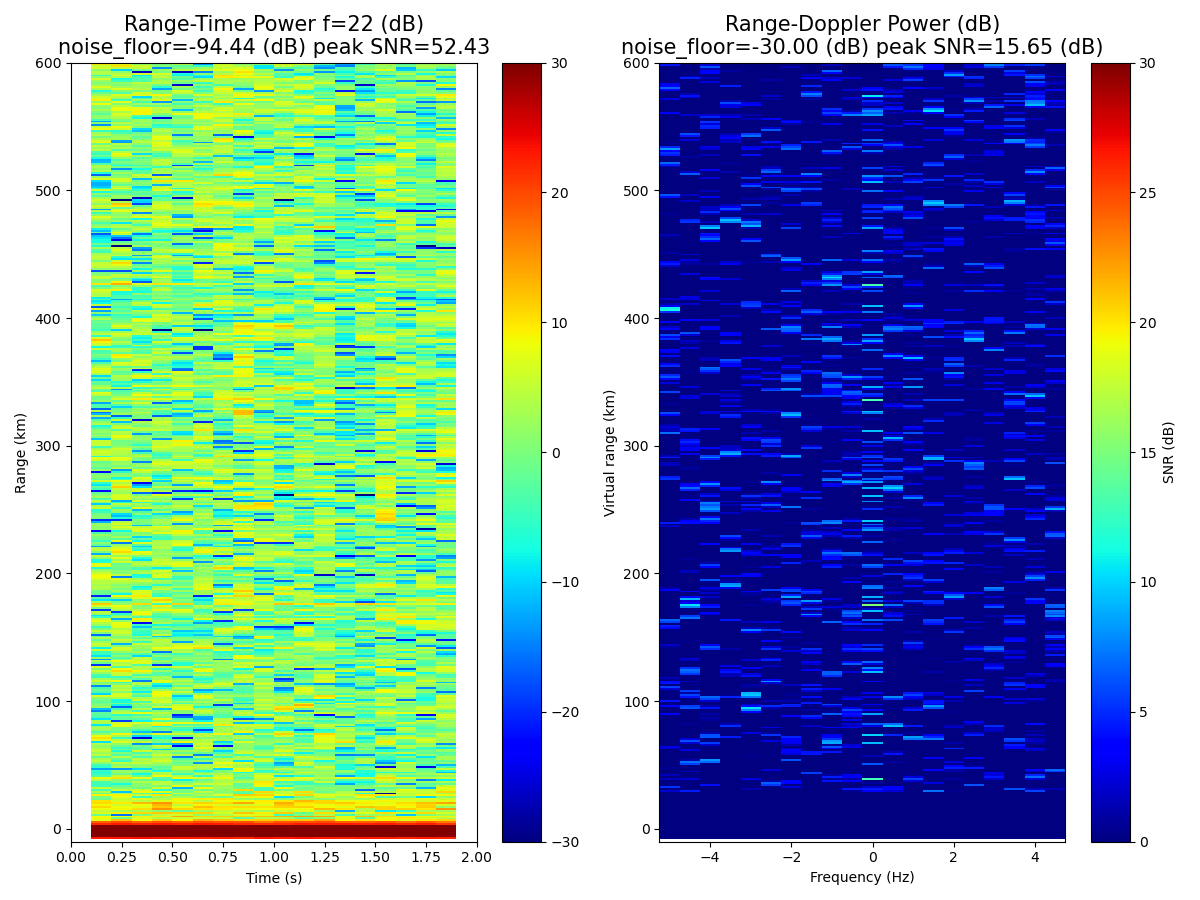 Range-Time Power f=22 (dB)
noise_floor=-94.44 (dB) peak SNR=52.43
Range-Doppler Power (dB)
noise_floor=-30.00 (dB) peak SNR=15.65 (dB)
600
500
400
300
200
100
0
Range (km)
0.00 0.25 0.50 0.75 1.00 1.25 1.50 1.75 2.00
Time (s)
30
20
10
0
−10
−20
−30
600
500
400
300
200
100
0
Virtual range (km)
−4 −2 0 2 4
Frequency (Hz)
30
25
20
15
10
5
0
SNR (dB)